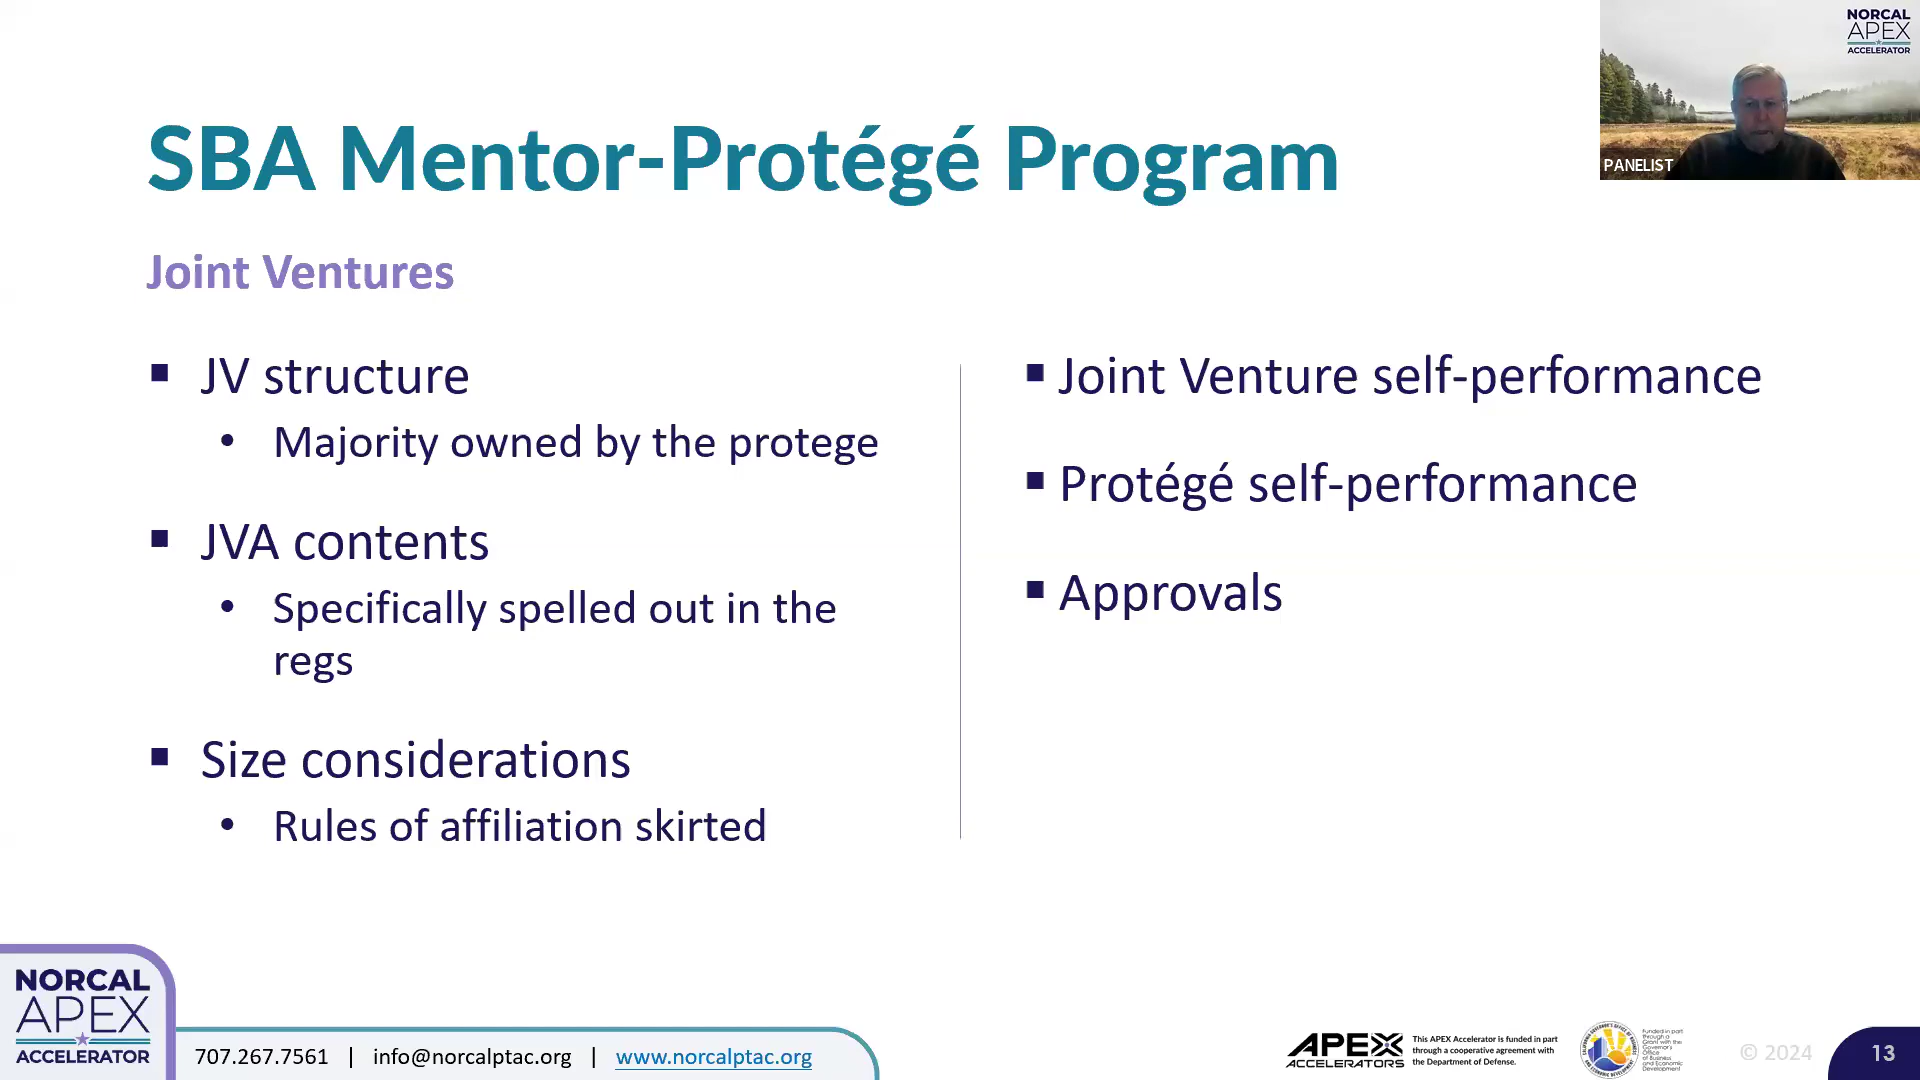 NORCAL
APEX
ACCELERATOR
PANELIST
SBA Mentor-Protégé Program
Joint Ventures
JV structure
Majority owned by the protege
JVA contents
Specifically spelled out in the
regs
Size considerations
Rules of affiliation skirted
Joint Venture self-performance
Protégé self-performance
Approvals
NORCAL
APEX
ACCELERATOR
707.267.7561 | info@norcalptac.org | www.norcalptac.org
APEX
ACCELERATORS
This APEX Accelerator is funded in part
through a cooperative agreement with
the Department of Defense.
Funded in part
through a
Grant with the
Governor's
Office
of Business
and Economic
Development
© 2024
13